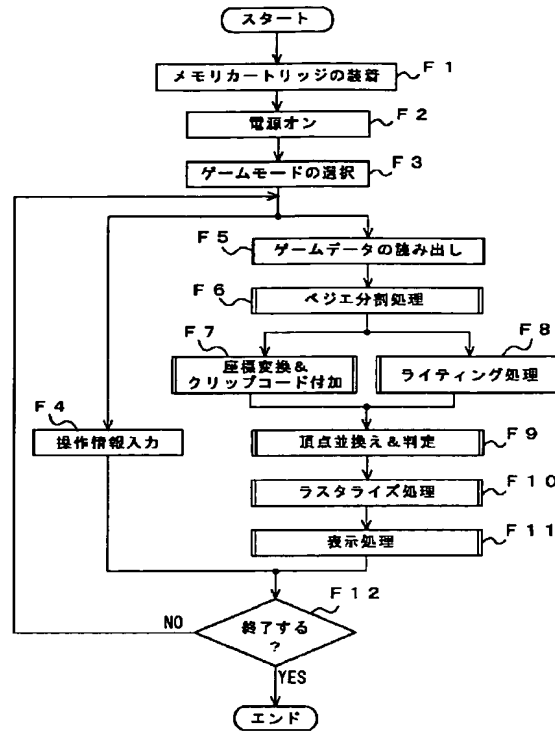 スタート
F1
メモリカートリッジの装着
F2
電源オン
F3
ゲームモードの選択
F5
ゲームデータの読み出し
F6
ベジエ分割処理
F7
座標変換&
クリップコード付加
F8
ライティング処理
F4
操作情報入力
F9
頂点並換え&判定
F10
ラスタライズ処理
F11
表示処理
F12
終了する
?
NO
YES
エンド